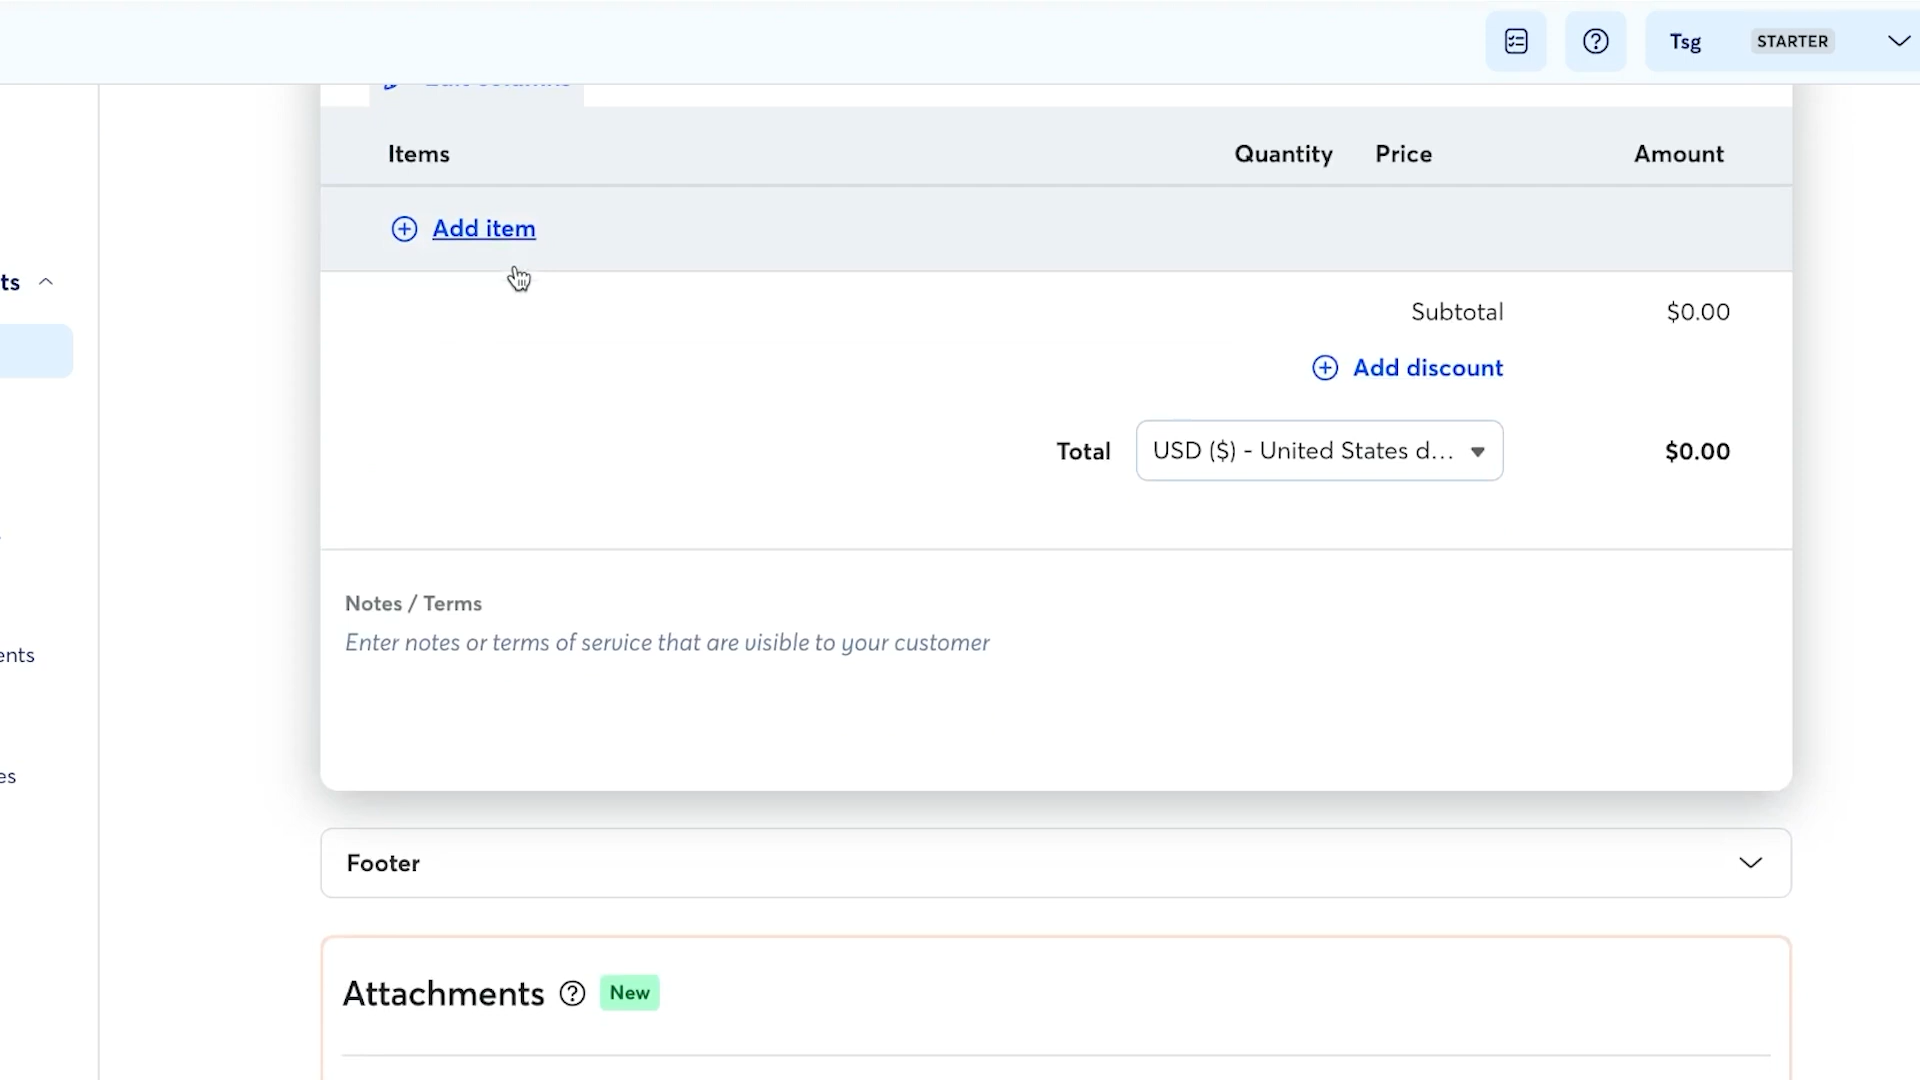 Tsg STARTER
Edit columns
Items Quantity Price Amount
Add item
ts
Subtotal $0.00
Add discount
Total USD ($) - United States d... $0.00
Notes / Terms
Enter notes or terms of service that are visible to your customer
ents
es
Footer
Attachments New